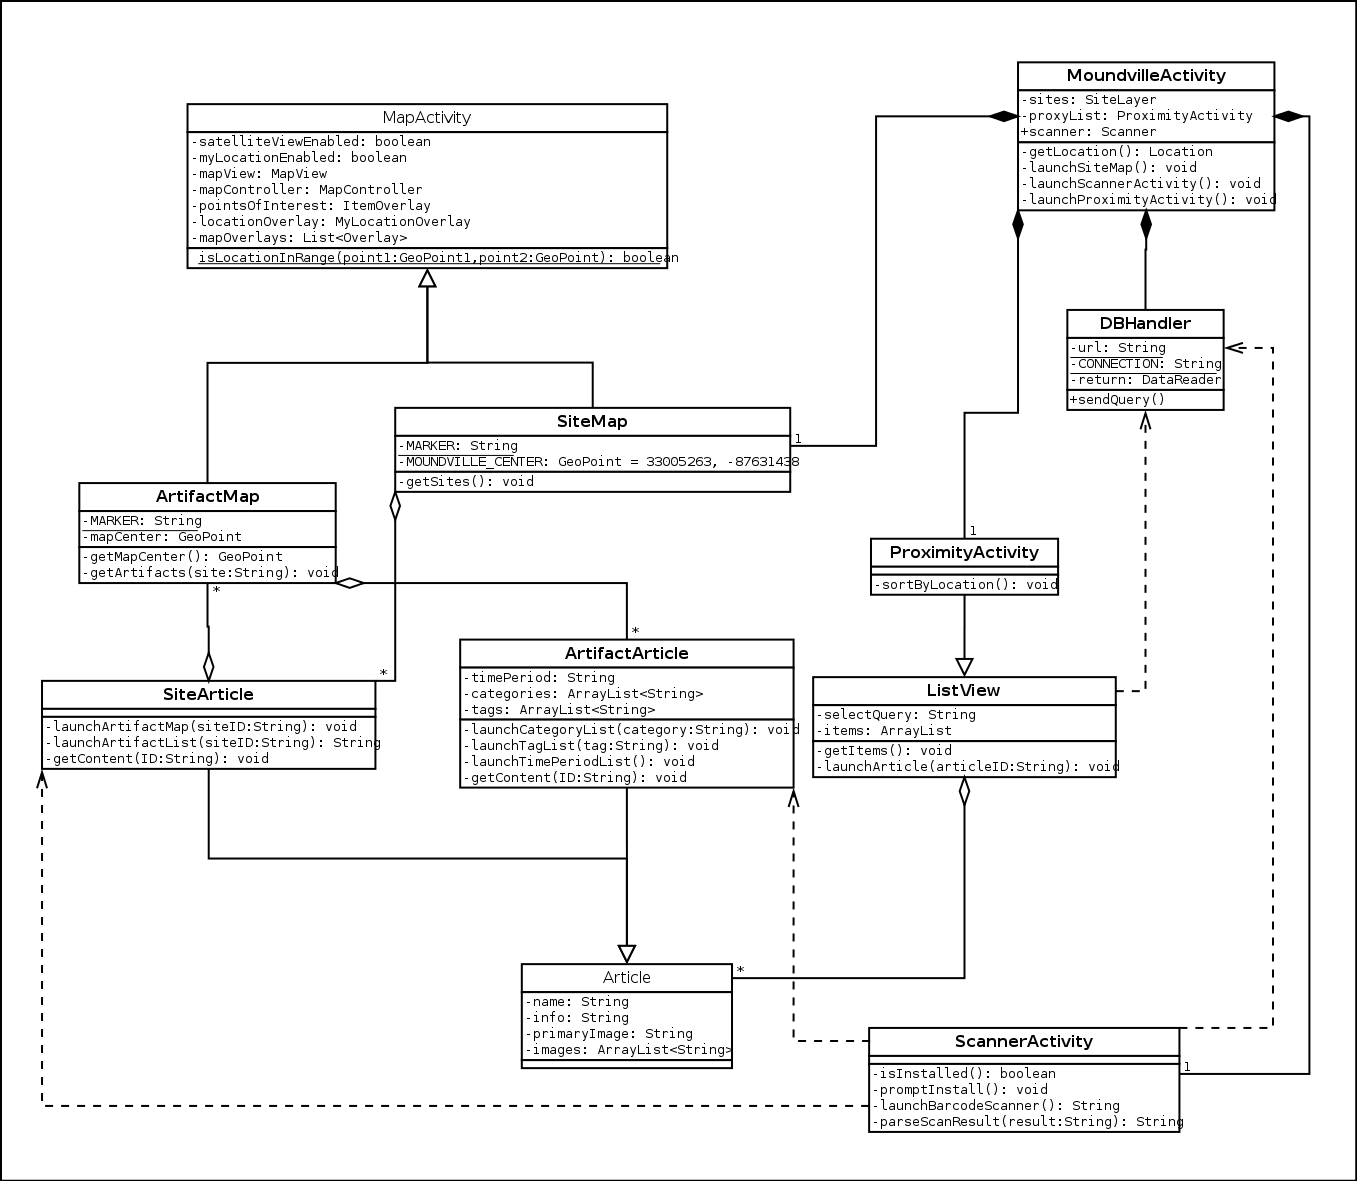 MoundvilleActivity
-sites: SiteLayer
-proxyList: ProximityActivity
+scanner: Scanner
-getLocation(): Location
-launchSiteMap(): void
-launchScannerActivity(): void
-launchProximityActivity(): void
MapActivity
-satelliteViewEnabled: boolean
-myLocationEnabled: boolean
-mapView: MapView
-mapController: MapController
-pointsOfInterest: ItemOverlay
-locationOverlay: MyLocationOverlay
-mapOverlays: List<Overlay>
isLocationInRange(point1:GeoPoint1,point2:GeoPoint): boolean
DBHandler
-url: String
-CONNECTION: String
-return: DataReader
+sendQuery()
SiteMap
-MARKER: String
-MOUNDVILLE_CENTER: GeoPoint = 33005263, -87631438
-getSites(): void
1
ArtifactMap
-MARKER: String
-mapCenter: GeoPoint
-getMapCenter(): GeoPoint
-getArtifacts(site:String): void
*
1
ProximityActivity
-sortByLocation(): void
*
ArtifactArticle
-timePeriod: String
-categories: ArrayList<String>
-tags: ArrayList<String>
-launchCategoryList(category:String): void
-launchTagList(tag:String): void
-launchTimePeriodList(): void
-getContent(ID:String): void
*
SiteArticle
-launchArtifactMap(siteID:String): void
-launchArtifactList(siteID:String): String
-getContent(ID:String): void
ListView
-selectQuery: String
-items: ArrayList
-getItems(): void
-launchArticle(articleID:String): void
*
Article
-name: String
-info: String
-primaryImage: String
-images: ArrayList<String>
ScannerActivity
-isInstalled(): boolean
-promptInstall(): void
-launchBarcodeScanner(): String
-parseScanResult(result:String): String
1